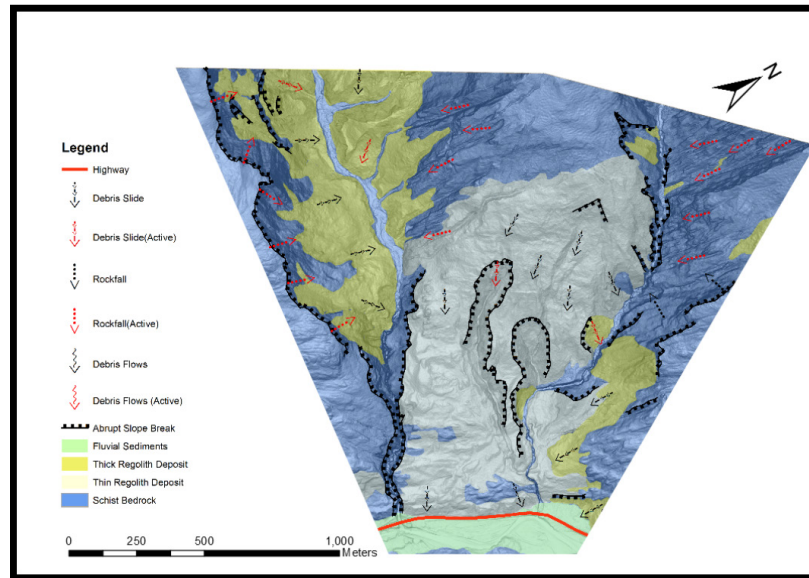 N
Legend
Highway
Debris Slide
Debris Slide(Active)
Rockfall
Rockfall(Active)
Debris Flows
Debris Flows (Active)
Abrupt Slope Break
Fluvial Sediments
Thick Regolith Deposit
Thin Regolith Deposit
Schist Bedrock
0 250 500 1,000
Meters